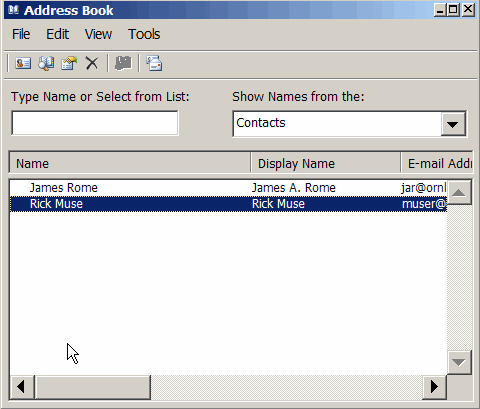 Address Book
File Edit View Tools
Type Name or Select from List: Show Names from the:
Contacts
Name Display Name E-mail Addr
James Rome James A. Rome jar@ornl
Rick Muse Rick Muse muser@